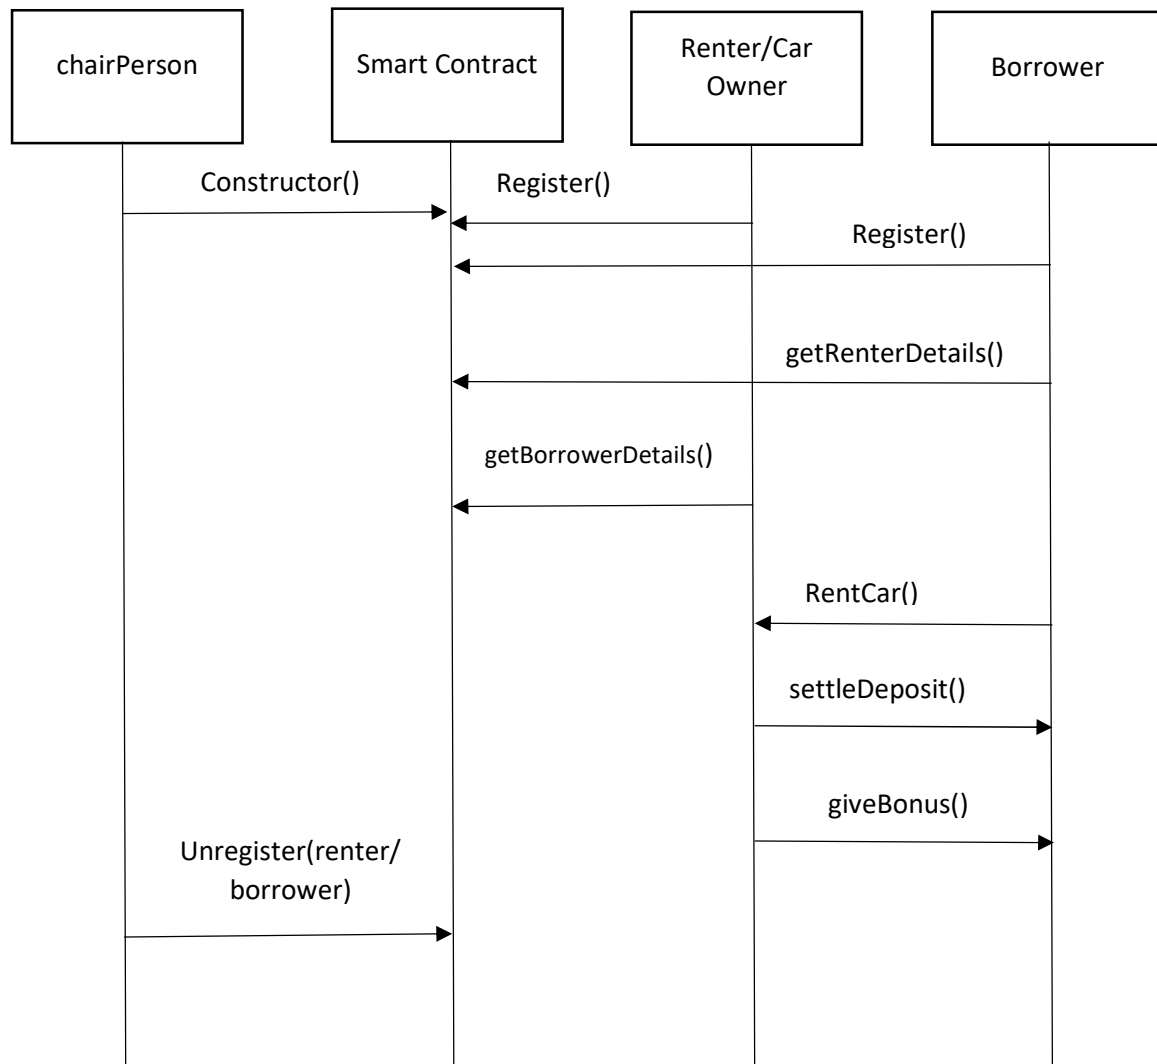 chairPerson
Smart Contract
Renter/Car
Owner
Borrower
Constructor()
Register()
Register()
getRenterDetails()
getBorrowerDetails()
RentCar()
settleDeposit()
giveBonus()
Unregister(renter/
borrower)